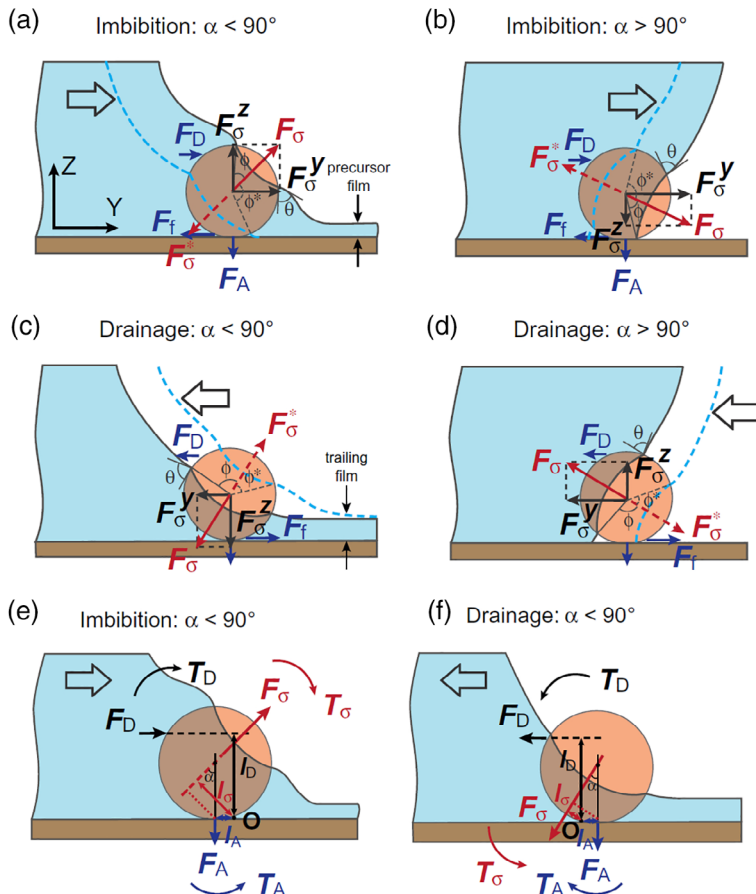 (a) Imbibition: α < 90°
F_D
F_σ^z
F_σ
ϕ
F_σ^y
precursor
film
Z
Y
ϕ*
θ
F_f
F_σ*
F_A
(b) Imbibition: α > 90°
F_D
F_σ*
θ
ϕ*
F_σ^y
ϕ
F_f
F_σ^z
F_σ
F_A
(c) Drainage: α < 90°
F_D
F_σ*
θ
ϕ
ϕ*
trailing
film
F_σ^y
F_σ^z
F_f
F_σ
(d) Drainage: α > 90°
θ
F_D
F_σ
F_σ^z
ϕ*
F_σ^y
ϕ
F_σ*
F_f
(e) Imbibition: α < 90°
T_D
F_σ
T_σ
F_D
α
l_D
l_σ
O
l_A
F_A
T_A
(f) Drainage: α < 90°
T_D
F_D
l_D
α
l_σ
F_σ
O
l_A
F_A
T_σ
T_A